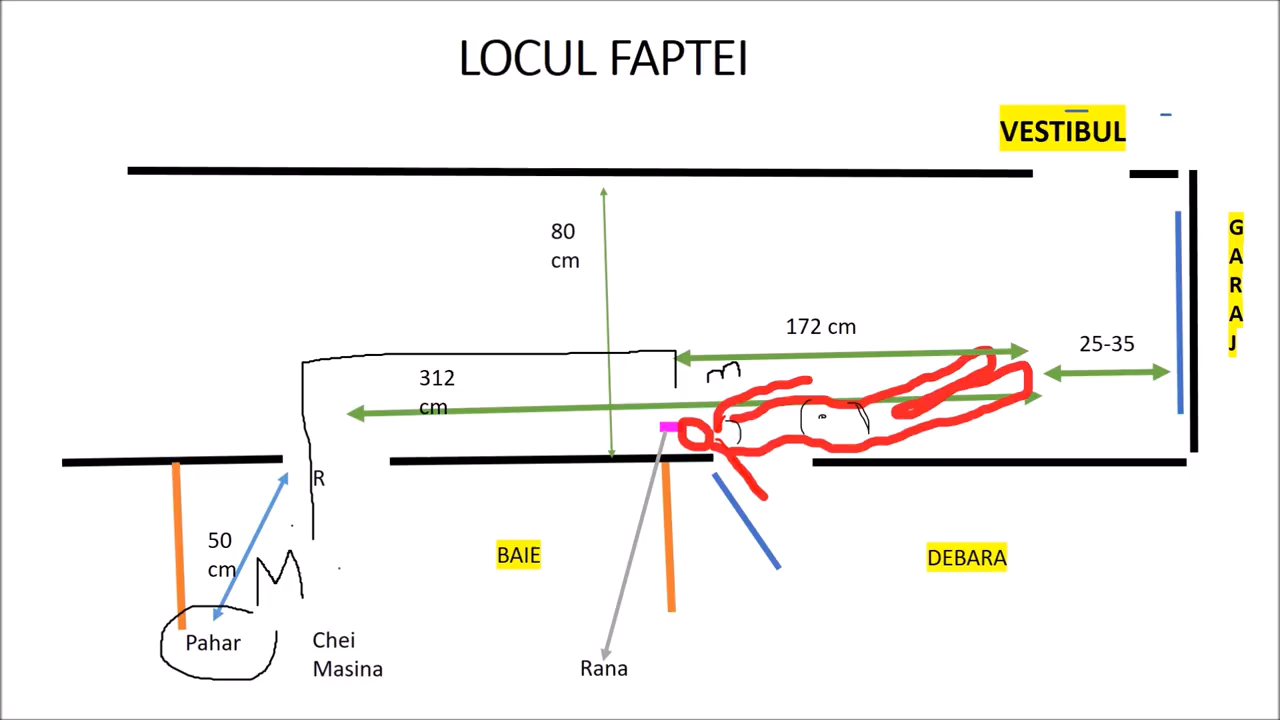 LOCUL FAPTEI
VESTIBUL
80
cm
G
A
R
A
J
172 cm
25-35
312
cm
m
e
R
50
cm
M
BAIE
DEBARA
Pahar
Chei
Masina
Rana